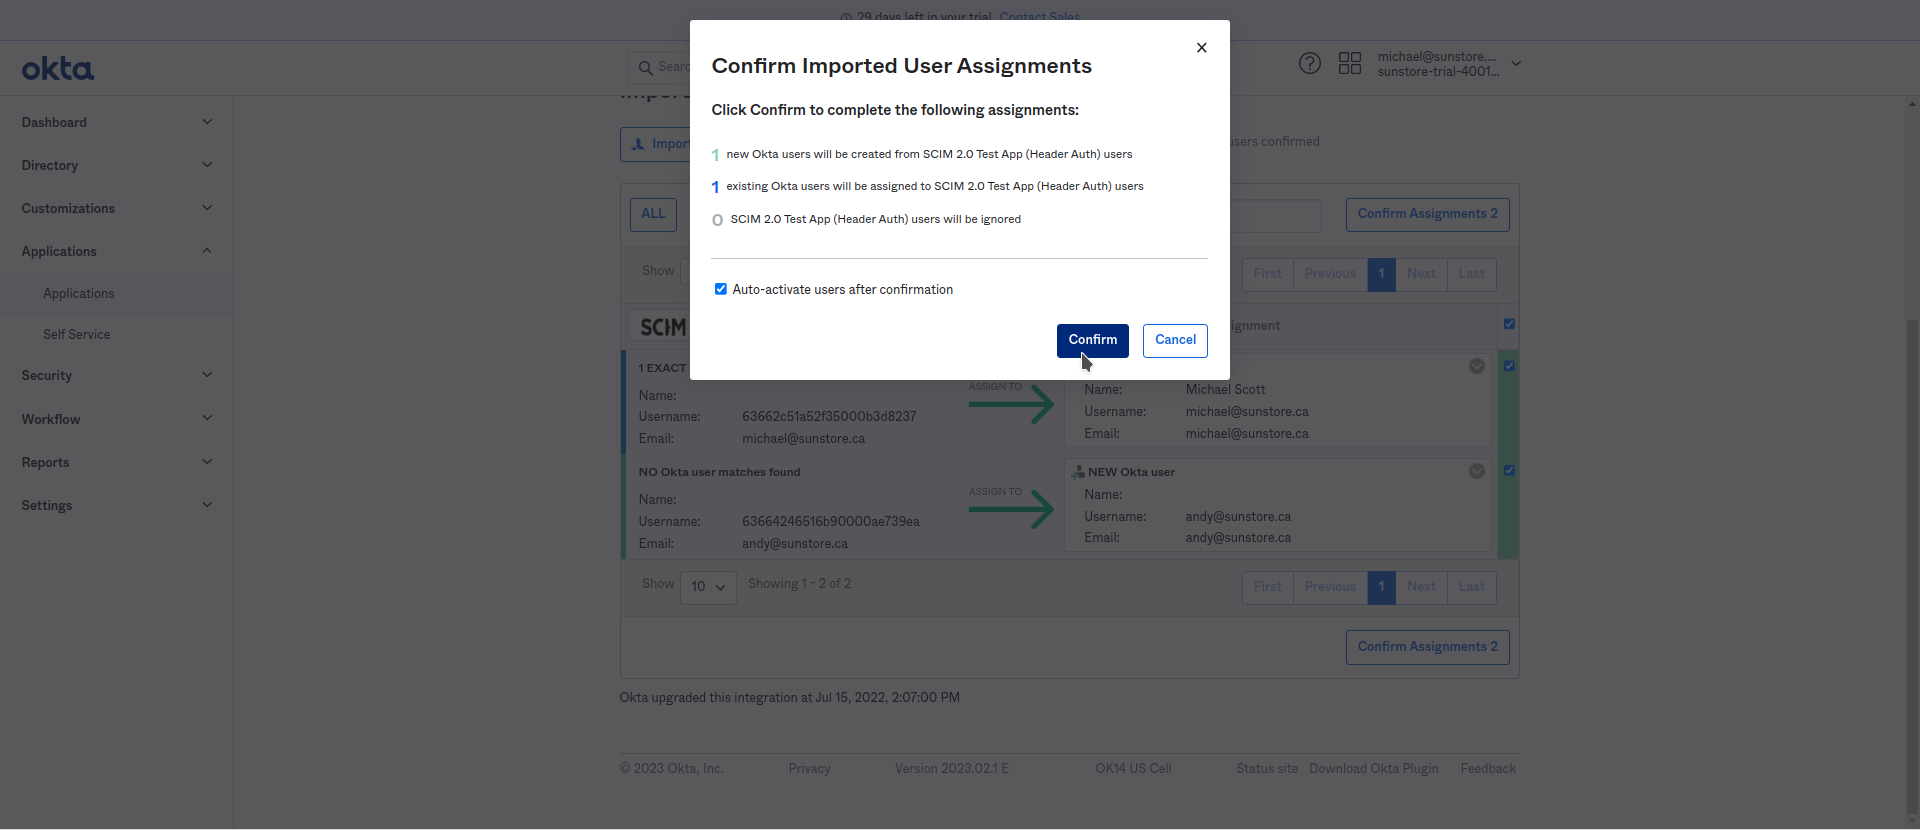 29 days left in your trial. Contact Sales
okta
Searc
michael@sunstore....
sunstore-trial-4001...
Dashboard
Directory
Customizations
Applications
Applications
Self Service
Security
Workflow
Reports
Settings
Confirm Imported User Assignments
Click Confirm to complete the following assignments:
1 new Okta users will be created from SCIM 2.0 Test App (Header Auth) users
1 existing Okta users will be assigned to SCIM 2.0 Test App (Header Auth) users
0 SCIM 2.0 Test App (Header Auth) users will be ignored
Auto-activate users after confirmation
Confirm Cancel
Impor
sers confirmed
ALL
Confirm Assignments 2
Show
First Previous 1 Next Last
SCIM
ignment
1 EXACT
Name:
Username: 63662c51a52f35000b3d8237
Email: michael@sunstore.ca
ASSIGN TO
Name: Michael Scott
Username: michael@sunstore.ca
Email: michael@sunstore.ca
NO Okta user matches found
Name:
Username: 63664246516b90000ae739ea
Email: andy@sunstore.ca
ASSIGN TO
NEW Okta user
Name:
Username: andy@sunstore.ca
Email: andy@sunstore.ca
Show 10 Showing 1 - 2 of 2
First Previous 1 Next Last
Confirm Assignments 2
Okta upgraded this integration at Jul 15, 2022, 2:07:00 PM
© 2023 Okta, Inc. Privacy Version 2023.02.1 E OK14 US Cell Status site Download Okta Plugin Feedback